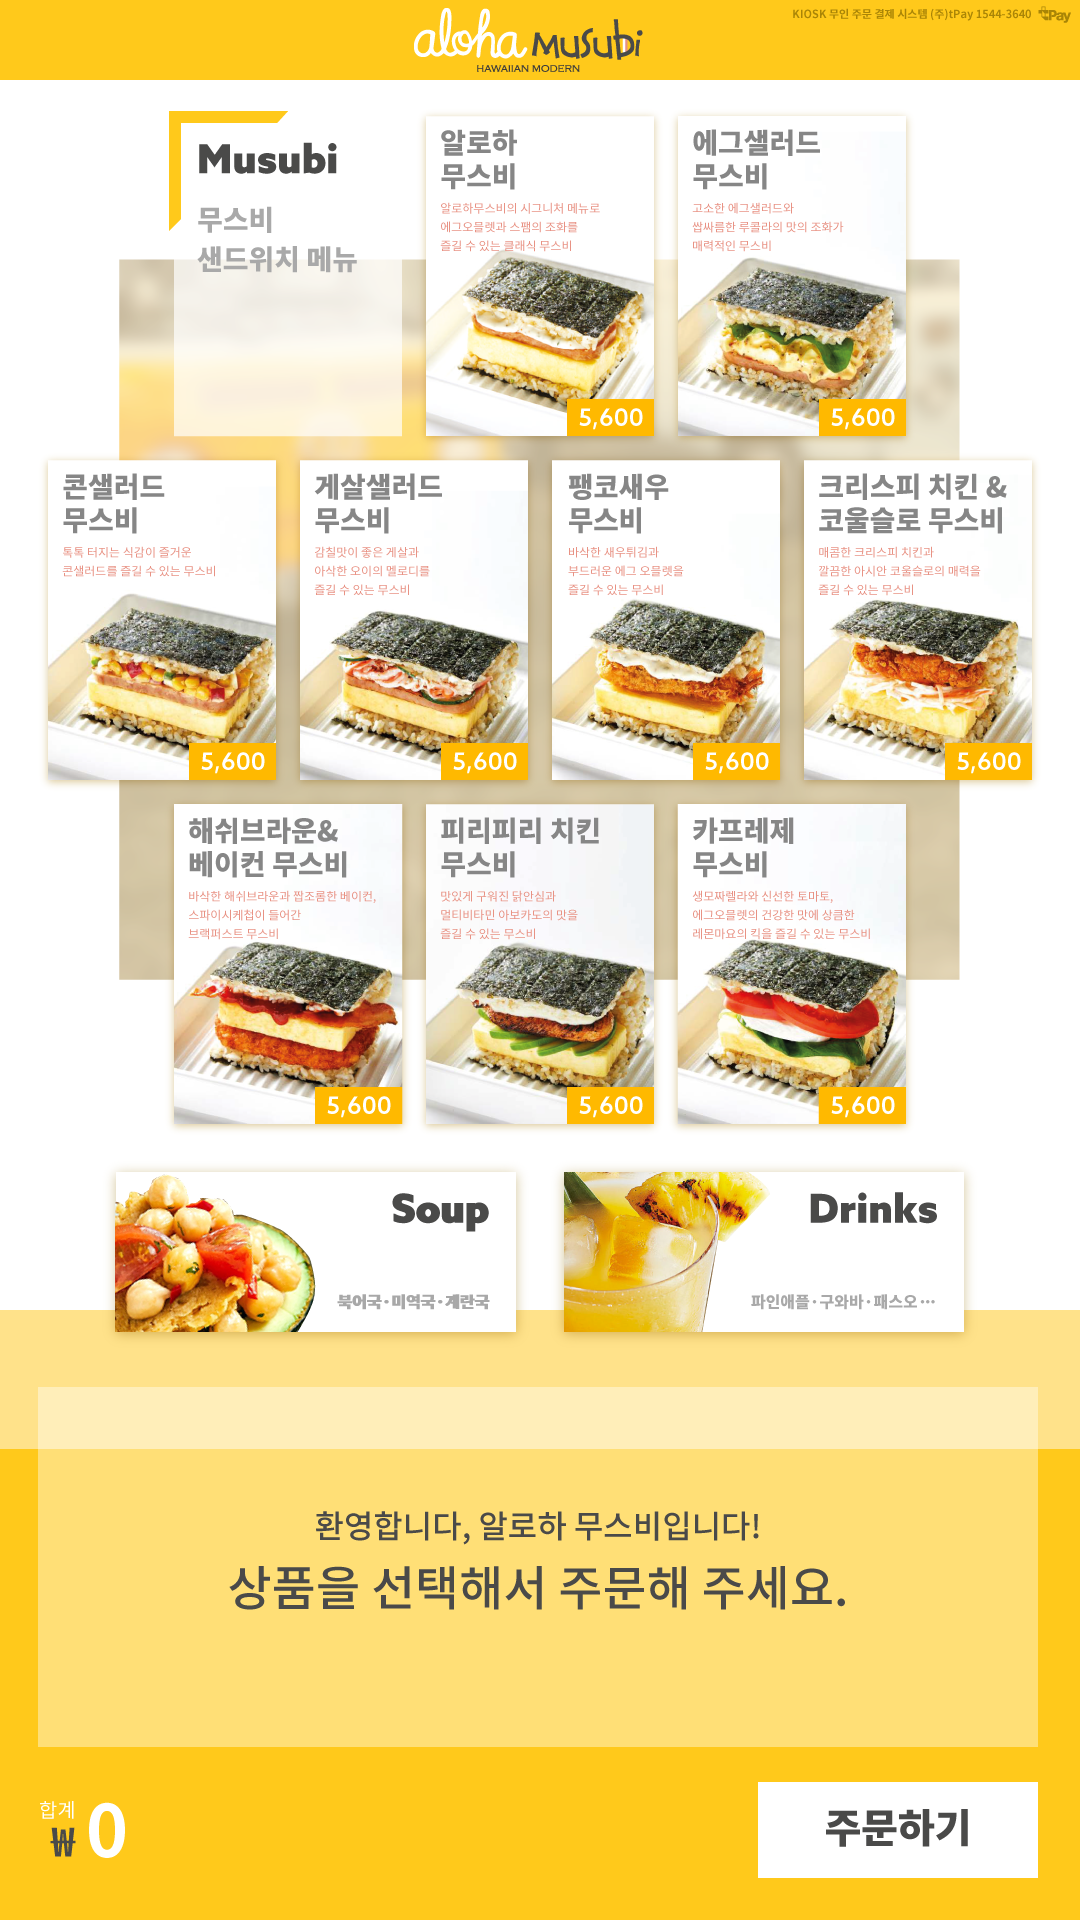 KIOSK 무인 주문 결제 시스템 (주)tPay 1544-3640 tPay
aloha Musubi
HAWAIIAN MODERN
Musubi
무스비
샌드위치 메뉴
알로하
무스비
알로하무스비의 시그니처 메뉴로
에그오믈렛과 스팸의 조화를
즐길 수 있는 클래식 무스비
5,600
에그샐러드
무스비
고소한 에그샐러드와
쌉싸름한 루꼴라의 맛의 조화가
매력적인 무스비
5,600
콘샐러드
무스비
톡톡 터지는 식감이 즐거운
콘샐러드를 즐길 수 있는 무스비
5,600
게살샐러드
무스비
감칠맛이 좋은 게살과
아삭한 오이의 멜로디를
즐길 수 있는 무스비
5,600
팽코새우
무스비
바삭한 새우튀김과
부드러운 에그 오믈렛을
즐길 수 있는 무스비
5,600
크리스피 치킨 &
코울슬로 무스비
매콤한 크리스피 치킨과
깔끔한 아시안 코울슬로의 매력을
즐길 수 있는 무스비
5,600
해쉬브라운&
베이컨 무스비
바삭한 해쉬브라운과 짭조롬한 베이컨,
스파이시케첩이 들어간
브랙퍼스트 무스비
5,600
피리피리 치킨
무스비
맛있게 구워진 닭안심과
멀티비타민 아보카도의 맛을
즐길 수 있는 무스비
5,600
카프레제
무스비
생모짜렐라와 신선한 토마토,
에그오믈렛의 건강한 맛에 상큼한
레몬마요의 킥을 즐길 수 있는 무스비
5,600
Soup
북어국·미역국·계란국
Drinks
파인애플·구와바·패스오···
환영합니다, 알로하 무스비입니다!
상품을 선택해서 주문해 주세요.
합계
₩ 0
주문하기